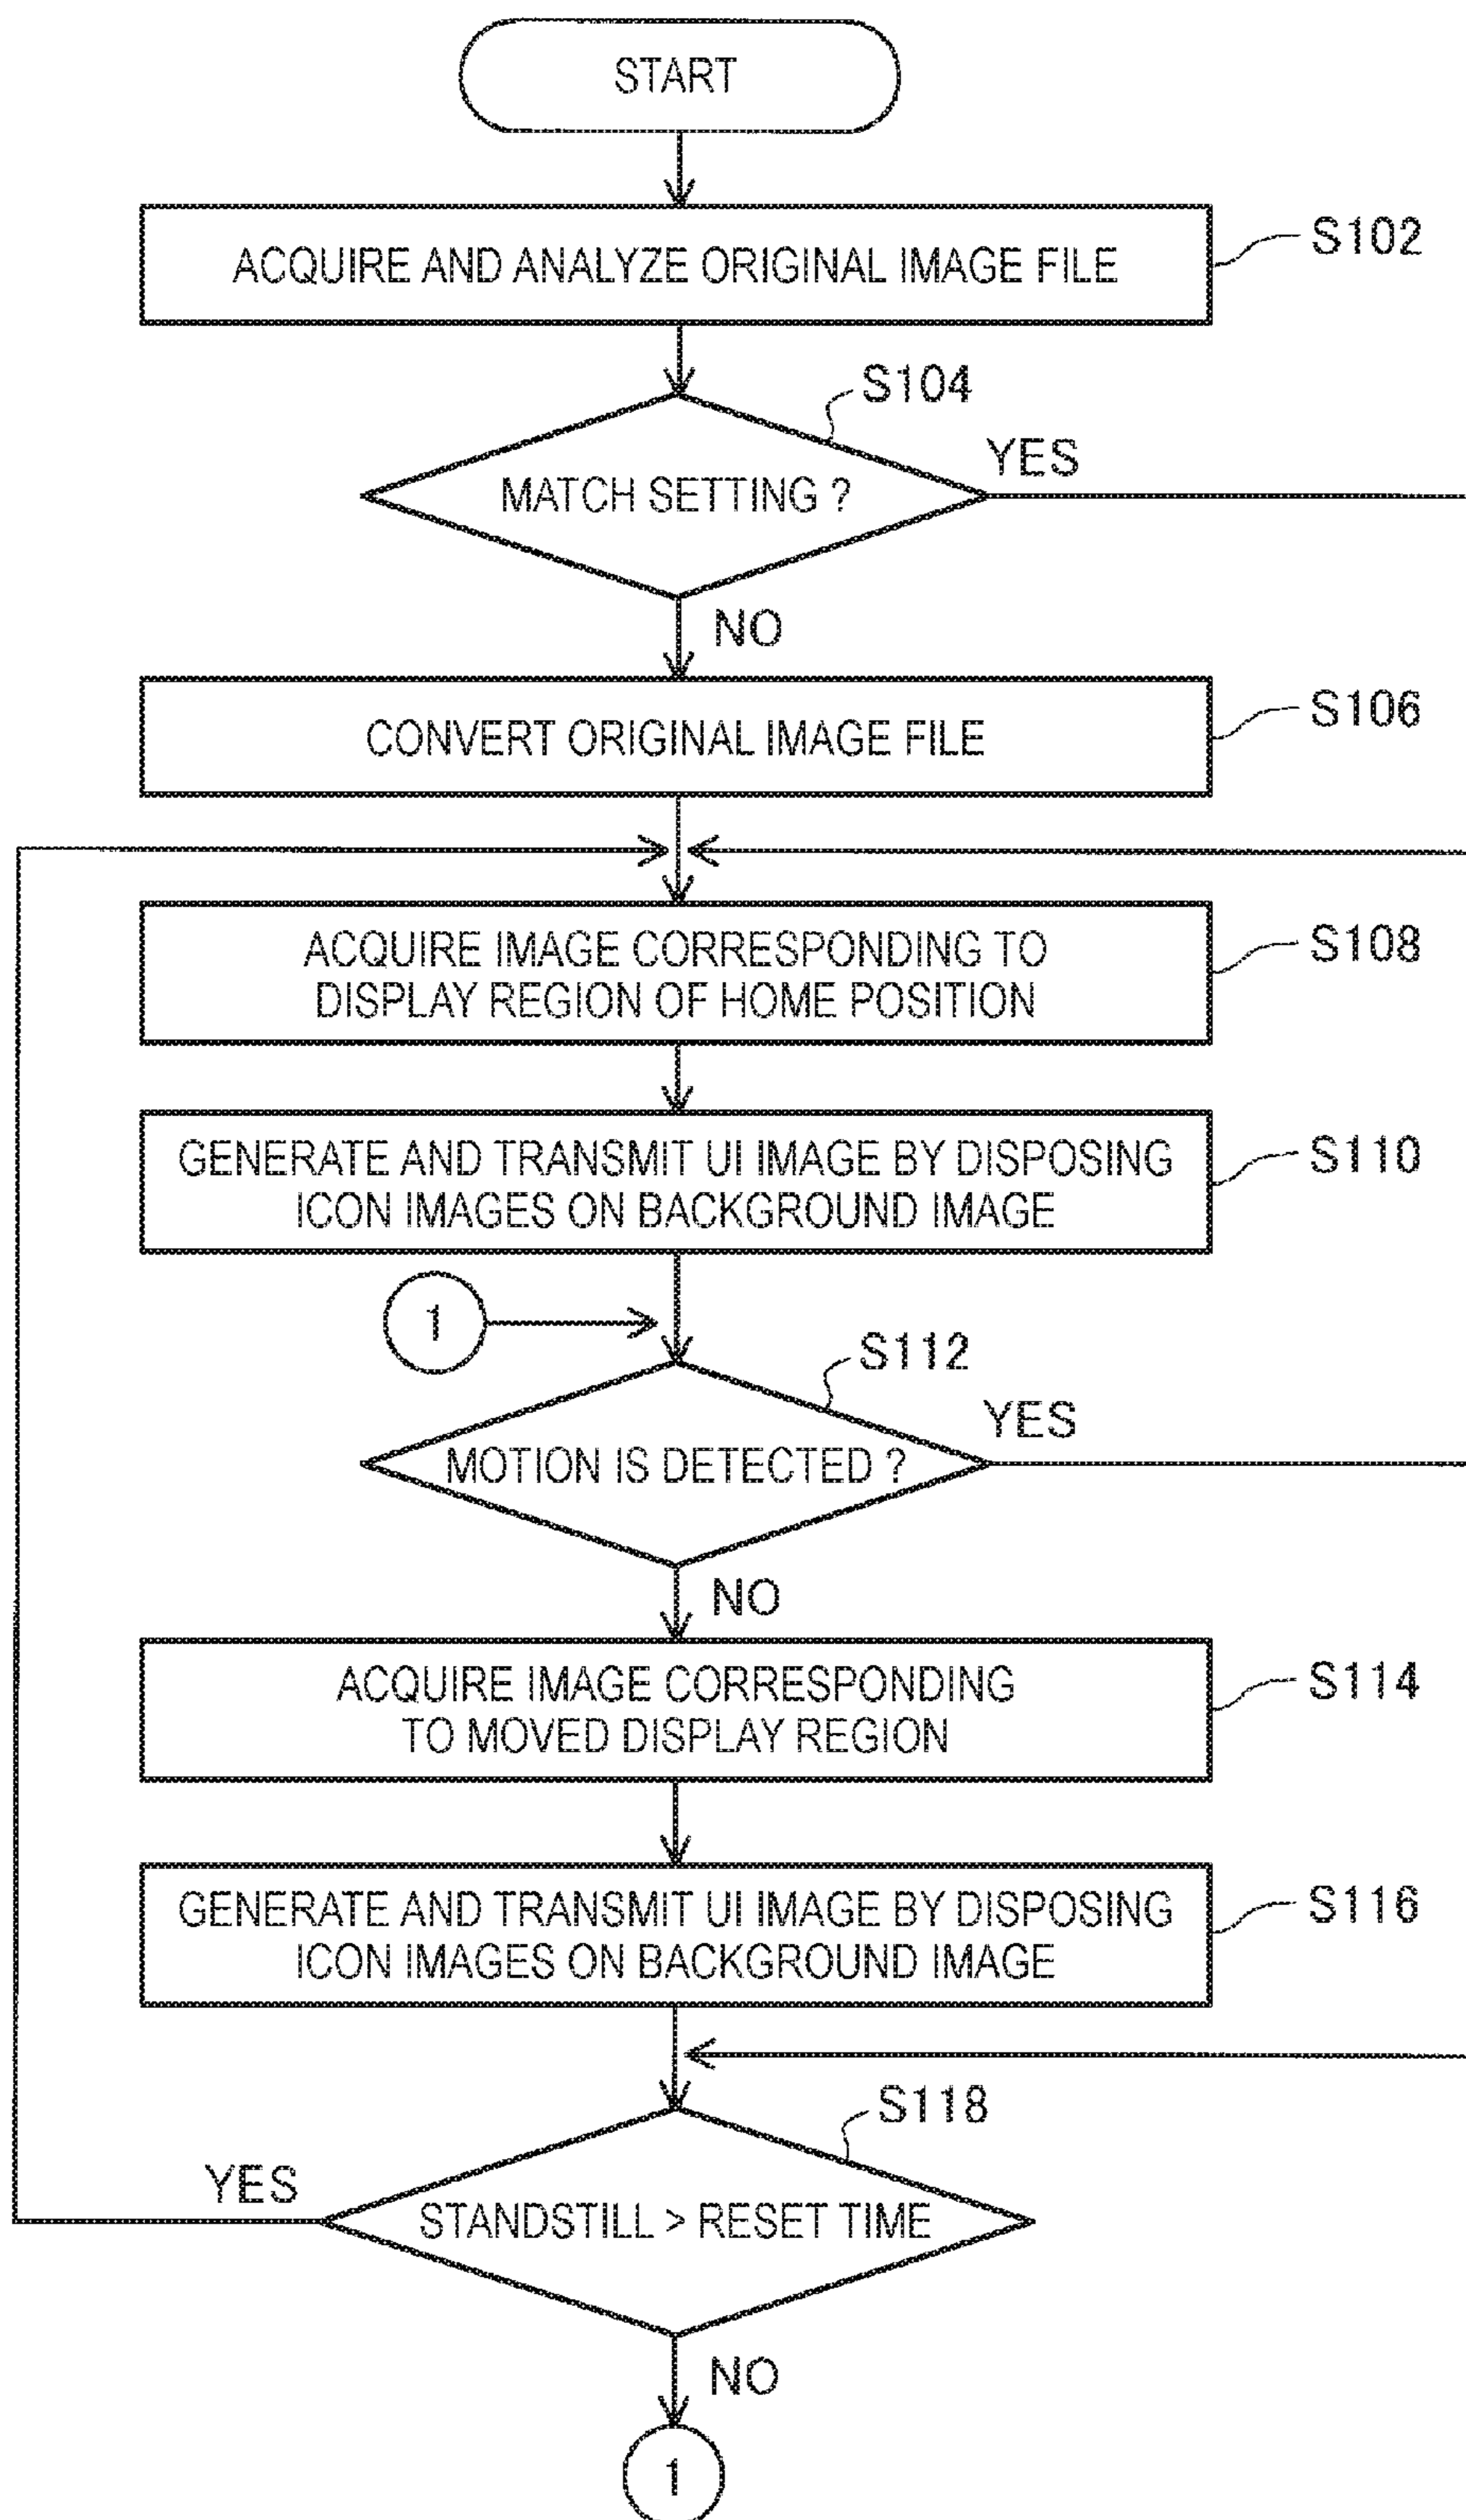 START
ACQUIRE AND ANALYZE ORIGINAL IMAGE FILE
S102
S104
MATCH SETTING ?
YES
NO
CONVERT ORIGINAL IMAGE FILE
S106
ACQUIRE IMAGE CORRESPONDING TO
DISPLAY REGION OF HOME POSITION
S108
GENERATE AND TRANSMIT UI IMAGE BY DISPOSING
ICON IMAGES ON BACKGROUND IMAGE
S110
1
S112
MOTION IS DETECTED ?
YES
NO
ACQUIRE IMAGE CORRESPONDING
TO MOVED DISPLAY REGION
S114
GENERATE AND TRANSMIT UI IMAGE BY DISPOSING
ICON IMAGES ON BACKGROUND IMAGE
S116
S118
YES
STANDSTILL > RESET TIME
NO
1